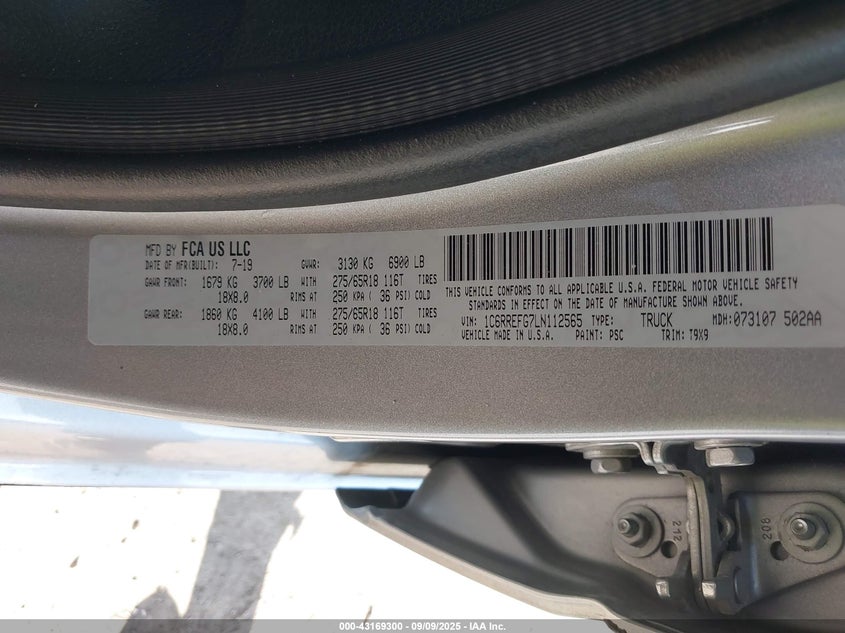 MFD BY FCA US LLC
DATE OF MFR(BUILT): 7-19 GVWR: 3130 KG 6900 LB
GAWR FRONT: 1679 KG 3700 LB WITH 275/65R18 116T TIRES
18X8.0 RIMS AT 250 KPA ( 36 PSI) COLD
GAWR REAR: 1860 KG 4100 LB WITH 275/65R18 116T TIRES
18X8.0 RIMS AT 250 KPA ( 36 PSI) COLD
THIS VEHICLE CONFORMS TO ALL APPLICABLE U.S.A. FEDERAL MOTOR VEHICLE SAFETY
STANDARDS IN EFFECT ON THE DATE OF MANUFACTURE SHOWN ABOVE.
VIN: 1C6RREFG7LN112565 TYPE: TRUCK MDH: 073107 502AA
VEHICLE MADE IN U.S.A. PAINT: PSC TRIM: T9X9
212
208
000-43169300 - 09/09/2025 - IAA Inc.